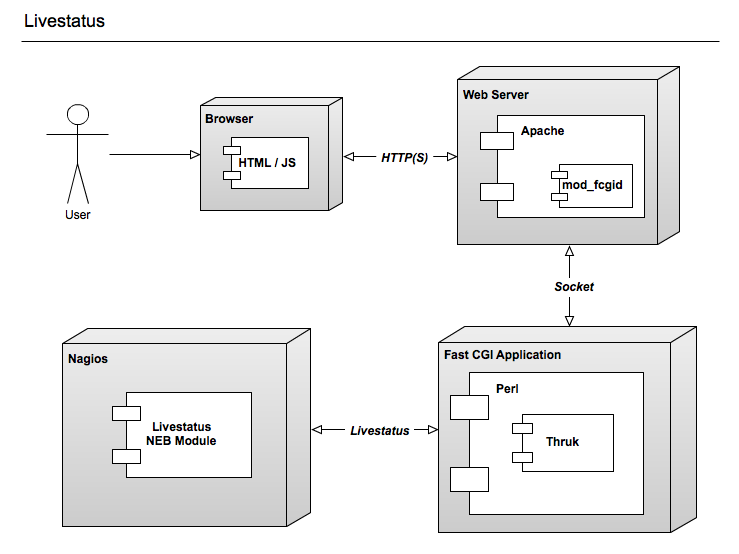 Livestatus
Browser
HTML / JS
User
HTTP(S)
Web Server
Apache
mod_fcgid
Socket
Nagios
Livestatus
NEB Module
Livestatus
Fast CGI Application
Perl
Thruk